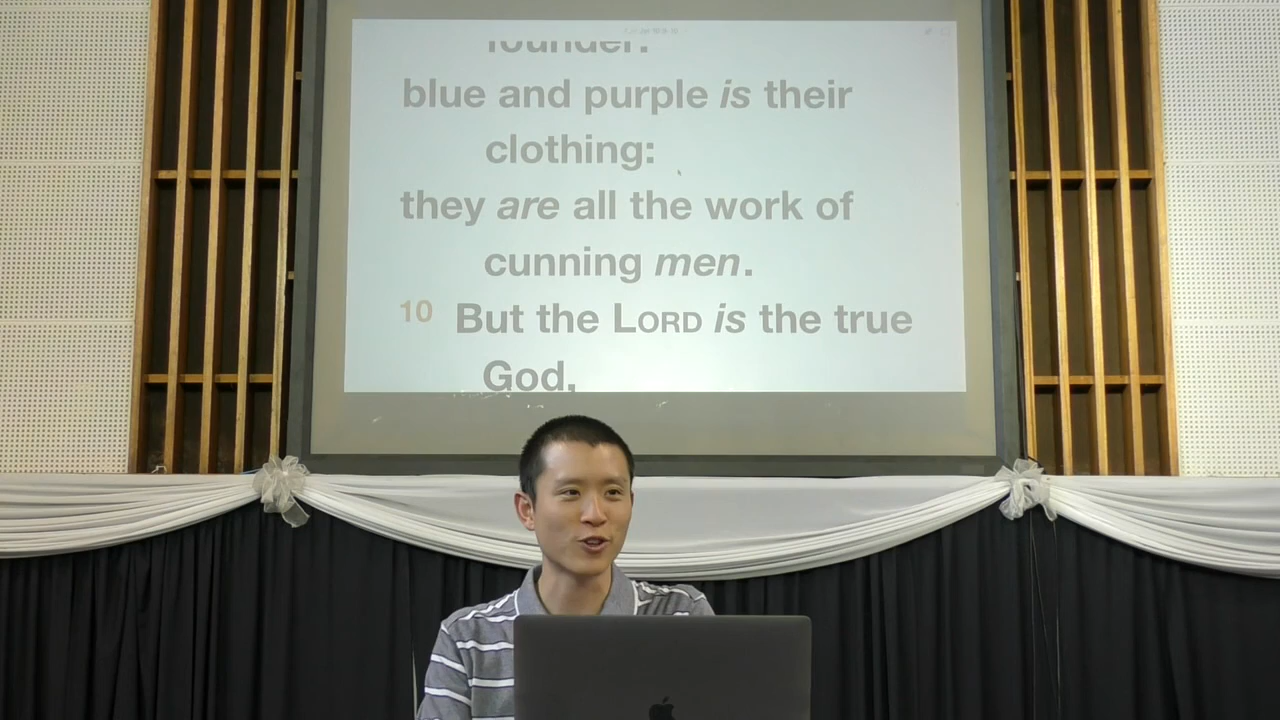 founder:
blue and purple is their
clothing:
they are all the work of
cunning men.
10 But the LORD is the true
God,